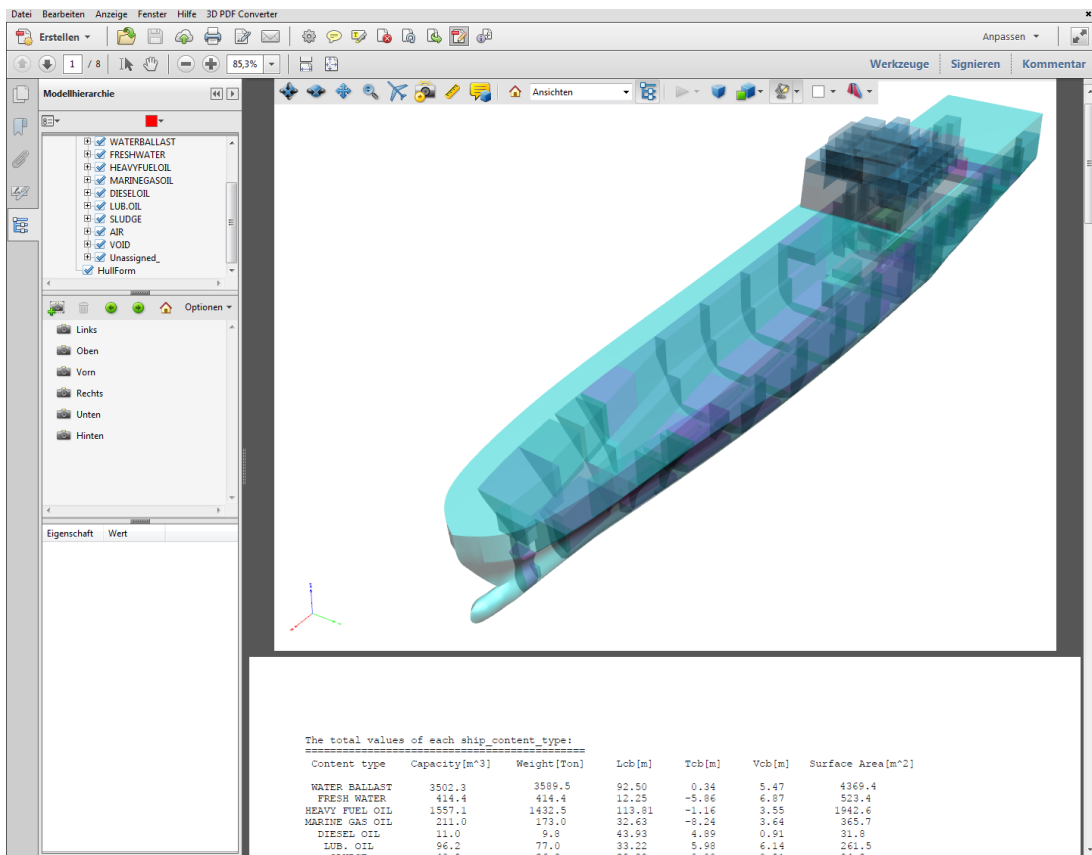 Datei Bearbeiten Anzeige Fenster Hilfe 3D PDF Converter
Erstellen Anpassen
1 / 8 85,3% Werkzeuge Signieren Kommentar
Modellhierarchie
Ansichten
WATERBALLAST
FRESHWATER
HEAVYFUELOIL
MARINEGASOIL
DIESELOIL
LUB.OIL
SLUDGE
AIR
VOID
Unassigned_
HullForm
Optionen
Links
Oben
Vorn
Rechts
Unten
Hinten
Eigenschaft Wert
The total values of each ship_content_type:
==========================================
Content type Capacity[m^3] Weight[Ton] Lcb[m] Tcb[m] Vcb[m] Surface Area[m^2]
WATER BALLAST 3502.3 3589.5 92.50 0.34 5.47 4369.4
FRESH WATER 414.4 414.4 12.25 -5.86 6.87 523.4
HEAVY FUEL OIL 1557.1 1432.5 113.81 -1.16 3.55 1942.6
MARINE GAS OIL 211.0 173.0 32.63 -8.24 3.64 365.7
DIESEL OIL 11.0 9.8 43.93 4.89 0.91 31.8
LUB. OIL 96.2 77.0 33.22 5.98 6.14 261.5